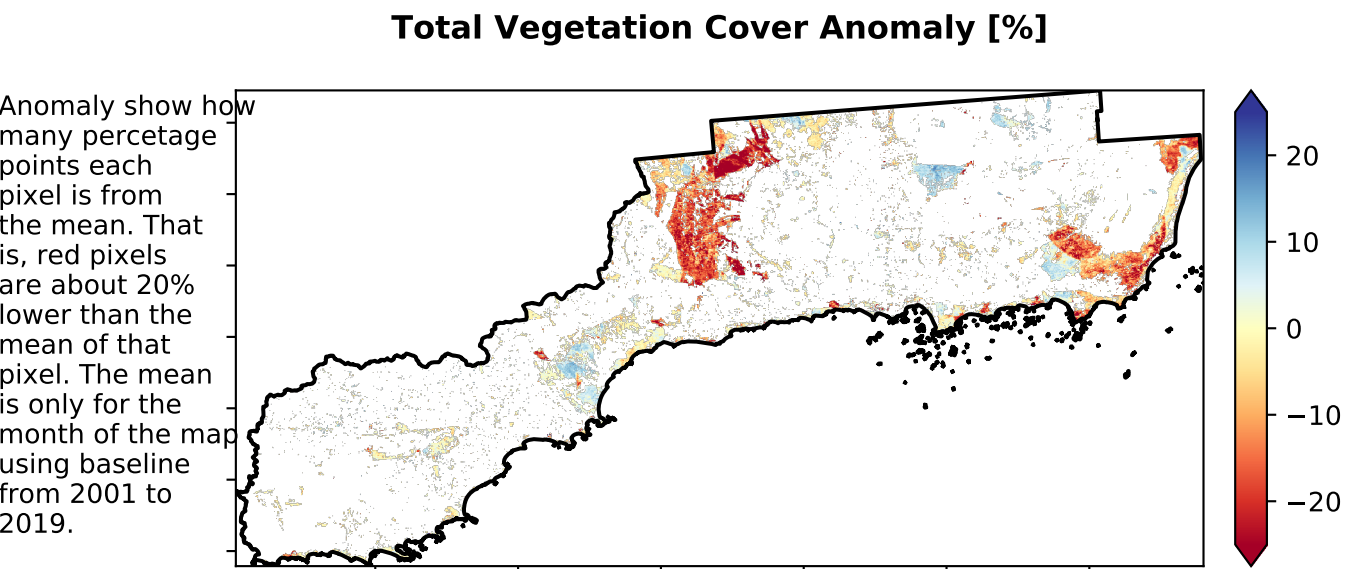 Total Vegetation Cover Anomaly [%]
Anomaly show how
many percetage
points each
pixel is from
the mean. That
is, red pixels
are about 20%
lower than the
mean of that
pixel. The mean
is only for the
month of the map
using baseline
from 2001 to
2019.
20
10
0
−10
−20